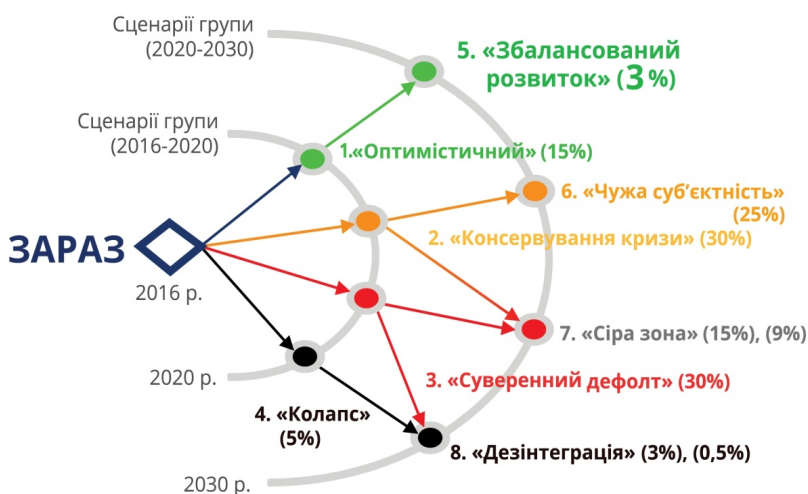 Сценарії групи
(2020-2030)
5. «Збалансований
розвиток» (3%)
Сценарії групи
(2016-2020)
1.«Оптимістичний» (15%)
6. «Чужа суб’єктність»
(25%)
2. «Консервування кризи» (30%)
ЗАРАЗ
2016 р.
7. «Сіра зона» (15%), (9%)
2020 р.
3. «Суверенний дефолт» (30%)
4. «Колапс»
(5%)
8. «Дезінтеграція» (3%), (0,5%)
2030 р.